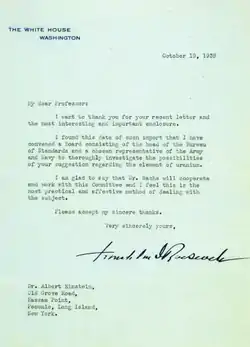 THE WHITE HOUSE
WASHINGTON
October 19, 1939
My dear Professor:
I want to thank you for your recent letter and
the most interesting and important enclosure.
I found this data of such import that I have
convened a board consisting of the head of the Bureau
of Standards and a chosen representative of the Army
and Navy to thoroughly investigate the possibilities
of your suggestion regarding the element of uranium.
I am glad to say that Dr. Sachs will cooperate
and work with this Committee and I feel this is the
most practical and effective method of dealing with
the subject.
Please accept my sincere thanks.
Very sincerely yours,
Franklin D Roosevelt
Dr. Albert Einstein,
Old Grove Road,
Nassau Point,
Peconic, Long Island,
New York.